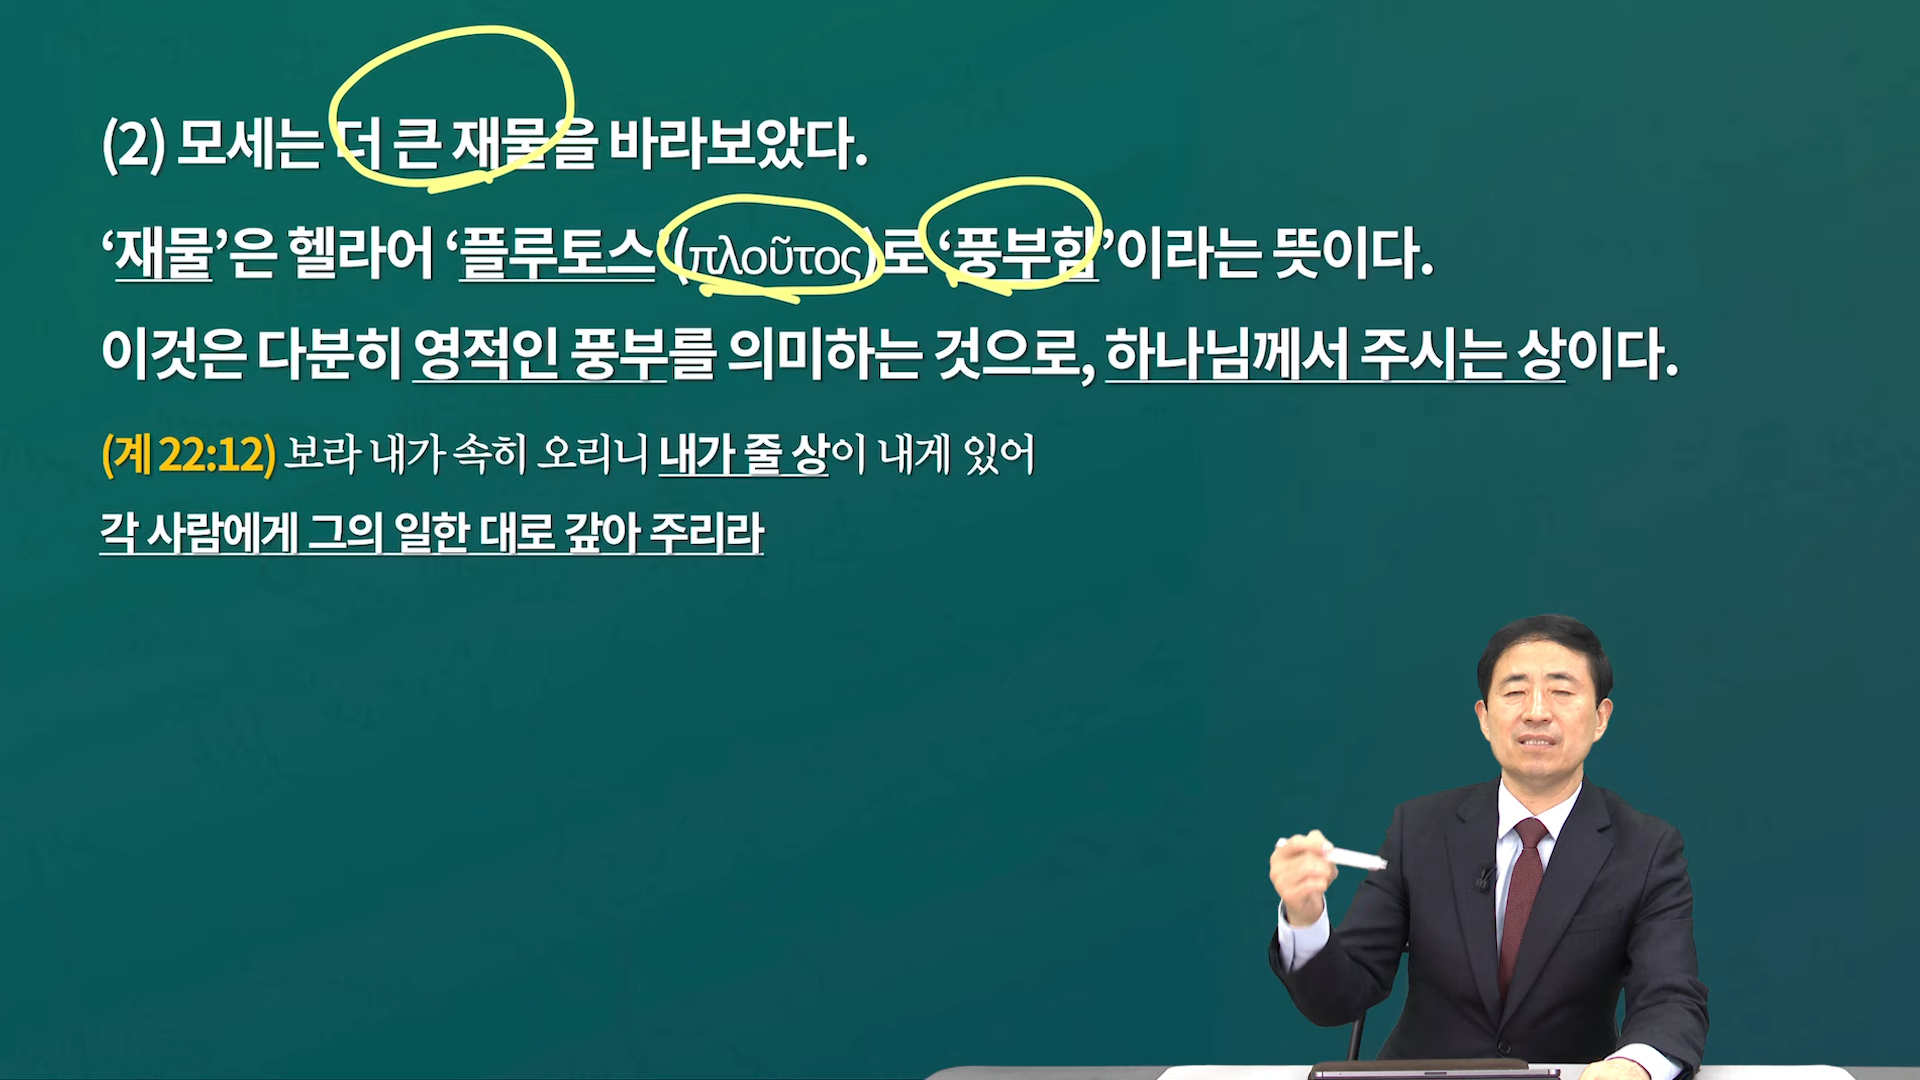 (2) 모세는 더 큰 재물을 바라보았다.
‘재물’은 헬라어 ‘플루토스’(πλοῦτος)로 ‘풍부함’이라는 뜻이다.
이것은 다분히 영적인 풍부를 의미하는 것으로, 하나님께서 주시는 상이다.
(계 22:12) 보라 내가 속히 오리니 내가 줄 상이 내게 있어
각 사람에게 그의 일한 대로 갚아 주리라